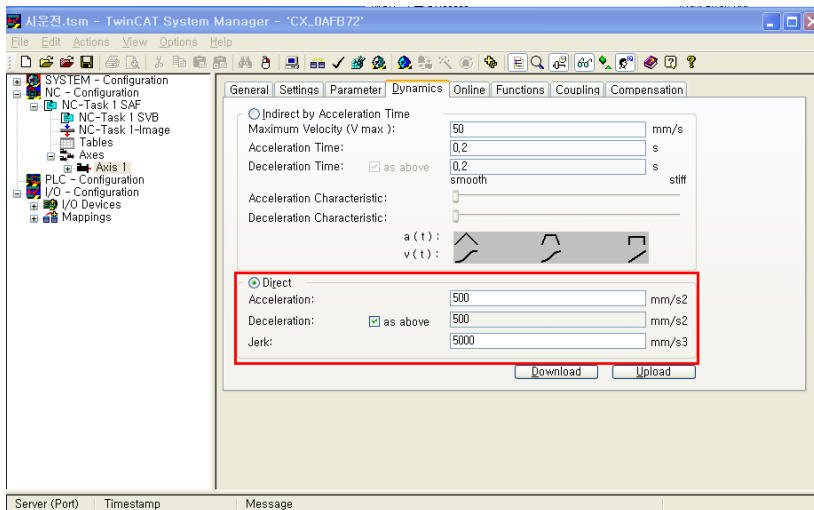 시운전.tsm - TwinCAT System Manager - 'CX_0AFB72'
File Edit Actions View Options Help
SYSTEM - Configuration
NC - Configuration
NC-Task 1 SAF
NC-Task 1 SVB
NC-Task 1-Image
Tables
Axes
Axis 1
PLC - Configuration
I/O - Configuration
I/O Devices
Mappings
General Settings Parameter Dynamics Online Functions Coupling Compensation
Indirect by Acceleration Time
Maximum Velocity (V max ): 50 mm/s
Acceleration Time: 0,2 s
Deceleration Time: as above 0,2 s
smooth stiff
Acceleration Characteristic:
Deceleration Characteristic:
a(t):
v(t):
Direct
Acceleration: 500 mm/s2
Deceleration: as above 500 mm/s2
Jerk: 5000 mm/s3
Download Upload
Server (Port) Timestamp Message